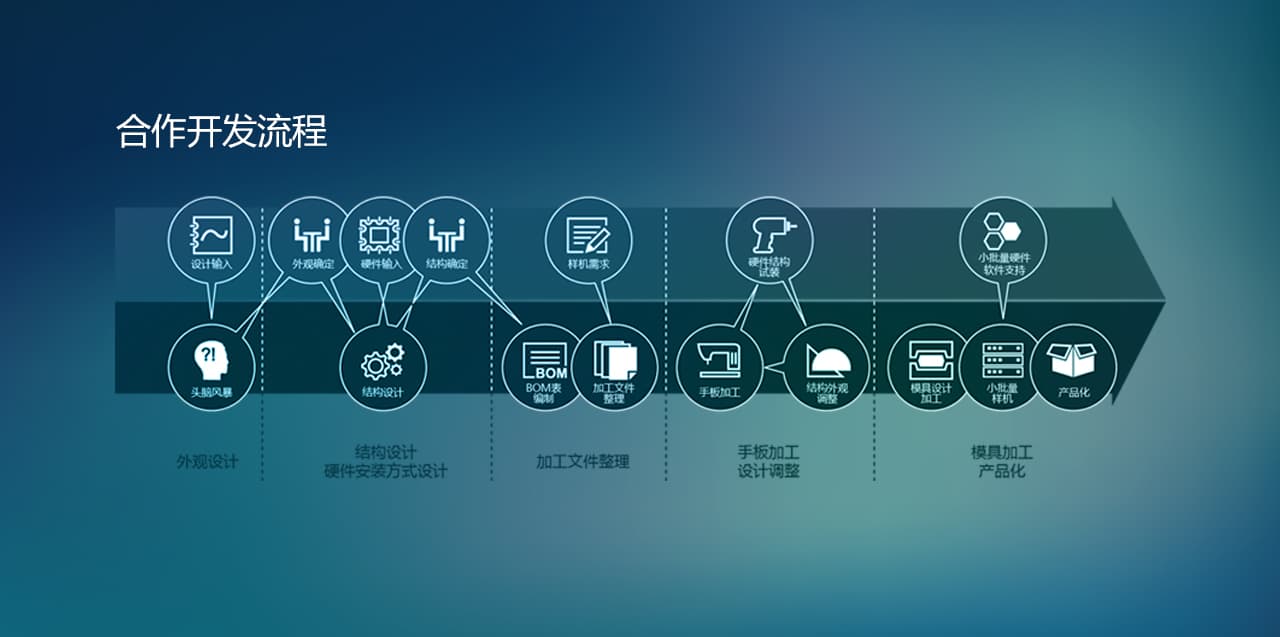 合作开发流程
设计输入
外观确定
硬件输入
结构确定
样机需求
硬件结构
试装
小批量硬件
软件支持
?!
头脑风暴
结构设计
BOM
BOM表
编制
加工文件
整理
手板加工
结构外观
调整
模具设计
加工
小批量
样机
产品化
外观设计
结构设计
硬件安装方式设计
加工文件整理
手板加工
设计调整
模具加工
产品化